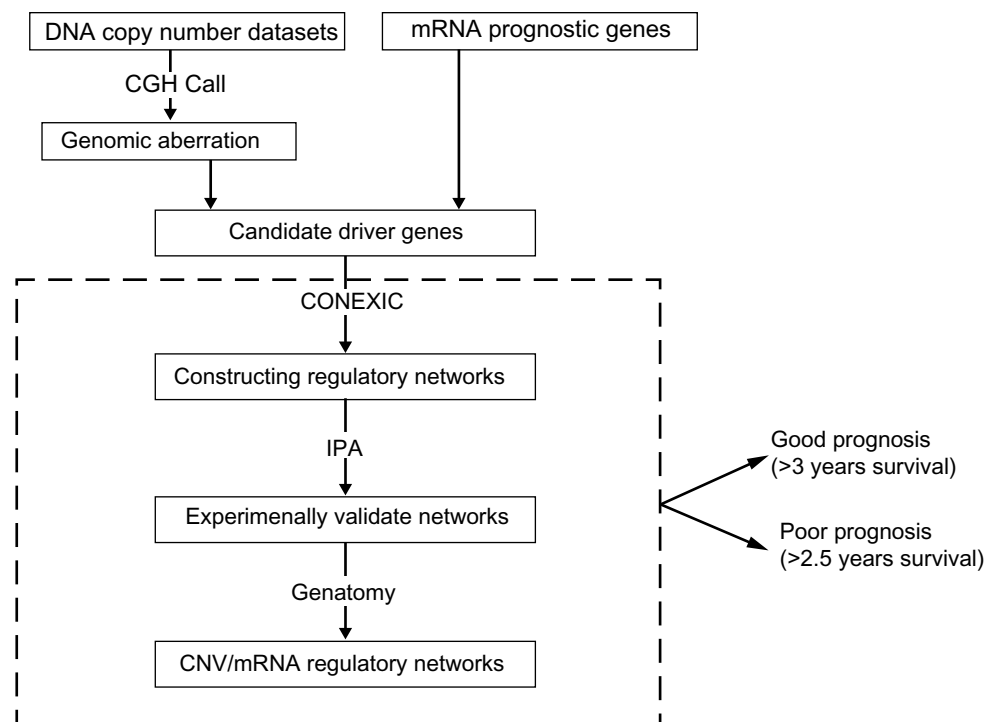 DNA copy number datasets
mRNA prognostic genes
CGH Call
Genomic aberration
Candidate driver genes
CONEXIC
Constructing regulatory networks
IPA
Experimenally validate networks
Genatomy
CNV/mRNA regulatory networks
Good prognosis
(>3 years survival)
Poor prognosis
(>2.5 years survival)